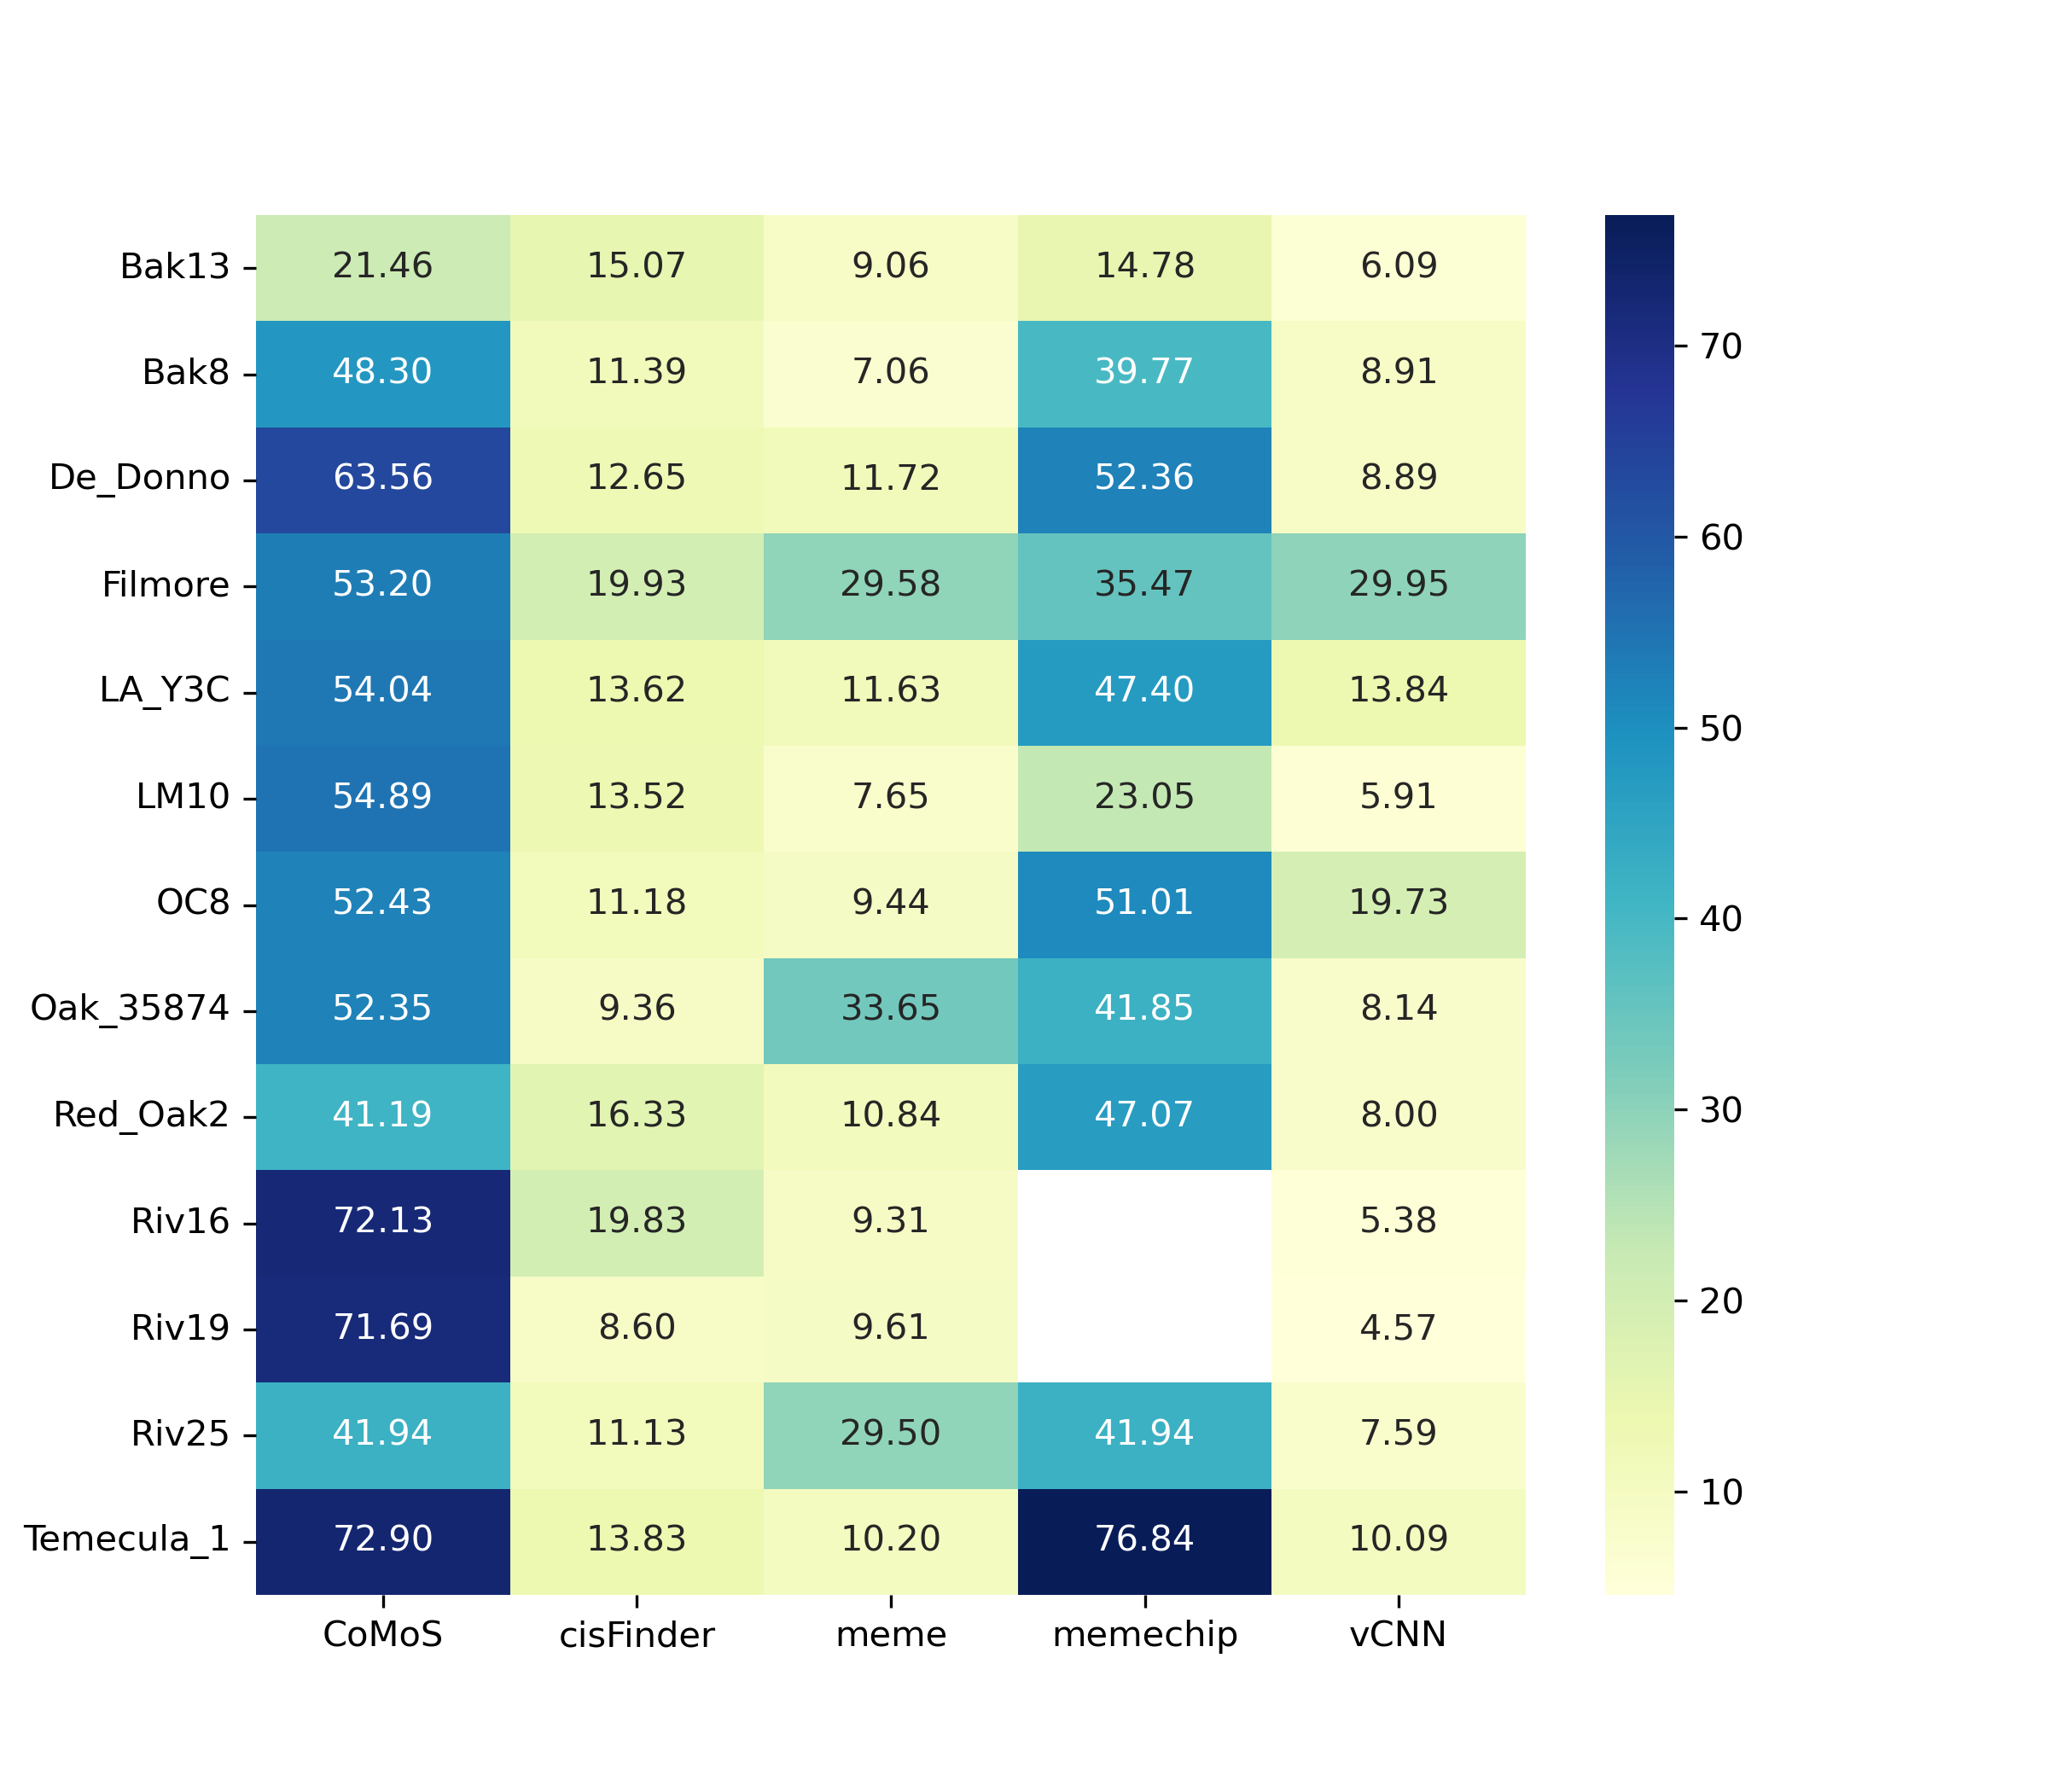 Bak13 21.46 15.07 9.06 14.78 6.09
70
Bak8 48.30 11.39 7.06 39.77 8.91
De_Donno 63.56 12.65 11.72 52.36 8.89
60
Filmore 53.20 19.93 29.58 35.47 29.95
LA_Y3C 54.04 13.62 11.63 47.40 13.84
50
LM10 54.89 13.52 7.65 23.05 5.91
OC8 52.43 11.18 9.44 51.01 19.73
40
Oak_35874 52.35 9.36 33.65 41.85 8.14
Red_Oak2 41.19 16.33 10.84 47.07 8.00
30
Riv16 72.13 19.83 9.31 5.38
20
Riv19 71.69 8.60 9.61 4.57
Riv25 41.94 11.13 29.50 41.94 7.59
10
Temecula_1 72.90 13.83 10.20 76.84 10.09
CoMoS cisFinder meme memechip vCNN